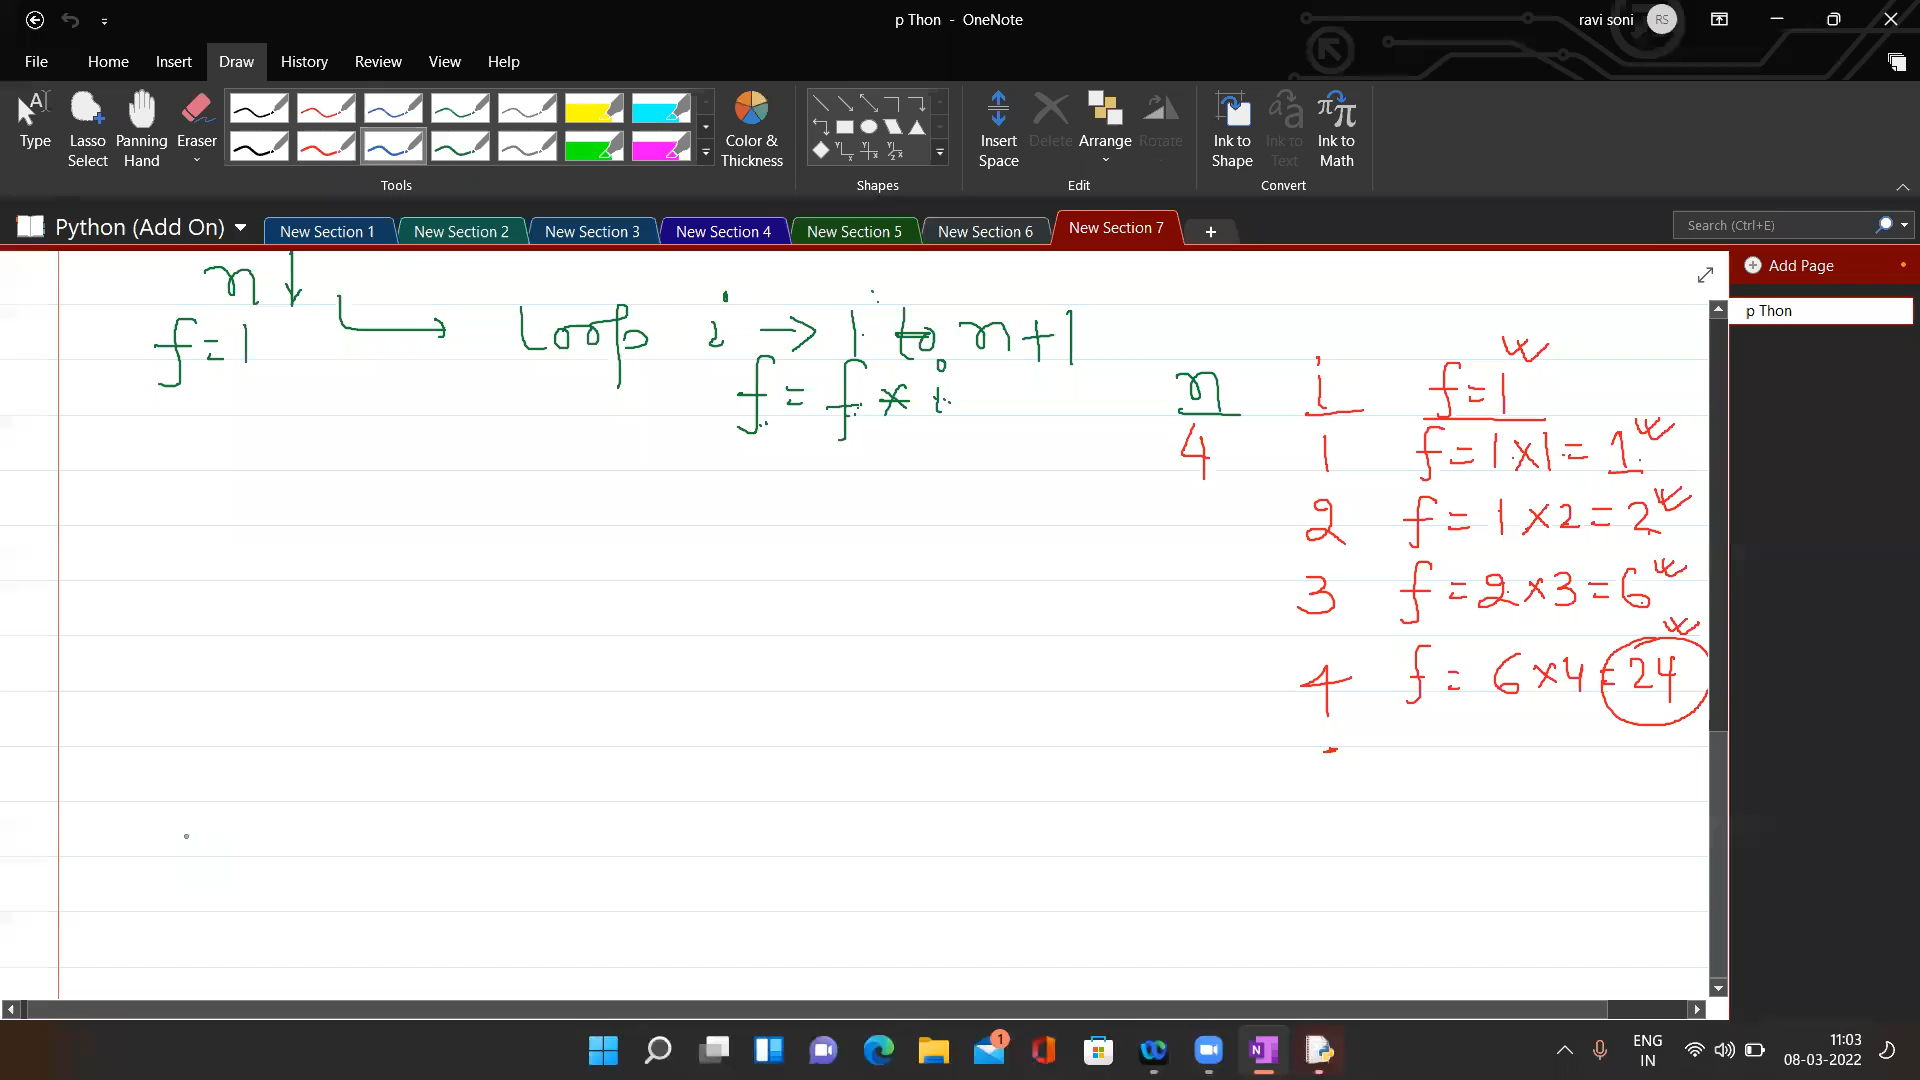 p Thon - OneNote
ravi soni RS
File Home Insert Draw History Review View Help
Type
Lasso Select
Panning Hand
Eraser
Color & Thickness
Insert Space
Delete
Arrange
Rotate
Ink to Shape
Ink to Text
Ink to Math
Tools Shapes Edit Convert
Python (Add On) New Section 1 New Section 2 New Section 3 New Section 4 New Section 5 New Section 6 New Section 7 + Search (Ctrl+E)
Add Page
p Thon
n
f=1 Loop i → 1 to n+1
f = f * i
n i f=1
4 1 f=1×1=1
2 f=1×2=2
3 f=2×3=6
4 f=6×4=24
1
ENG IN
11:03
08-03-2022